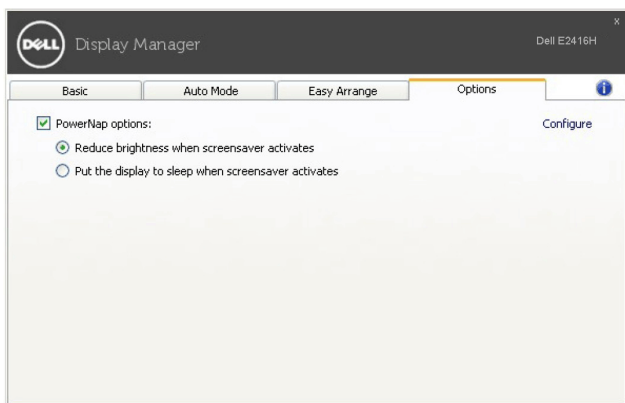 x
DELL Display Manager
Dell E2416H
Basic Auto Mode Easy Arrange Options i
PowerNap options: Configure
Reduce brightness when screensaver activates
Put the display to sleep when screensaver activates